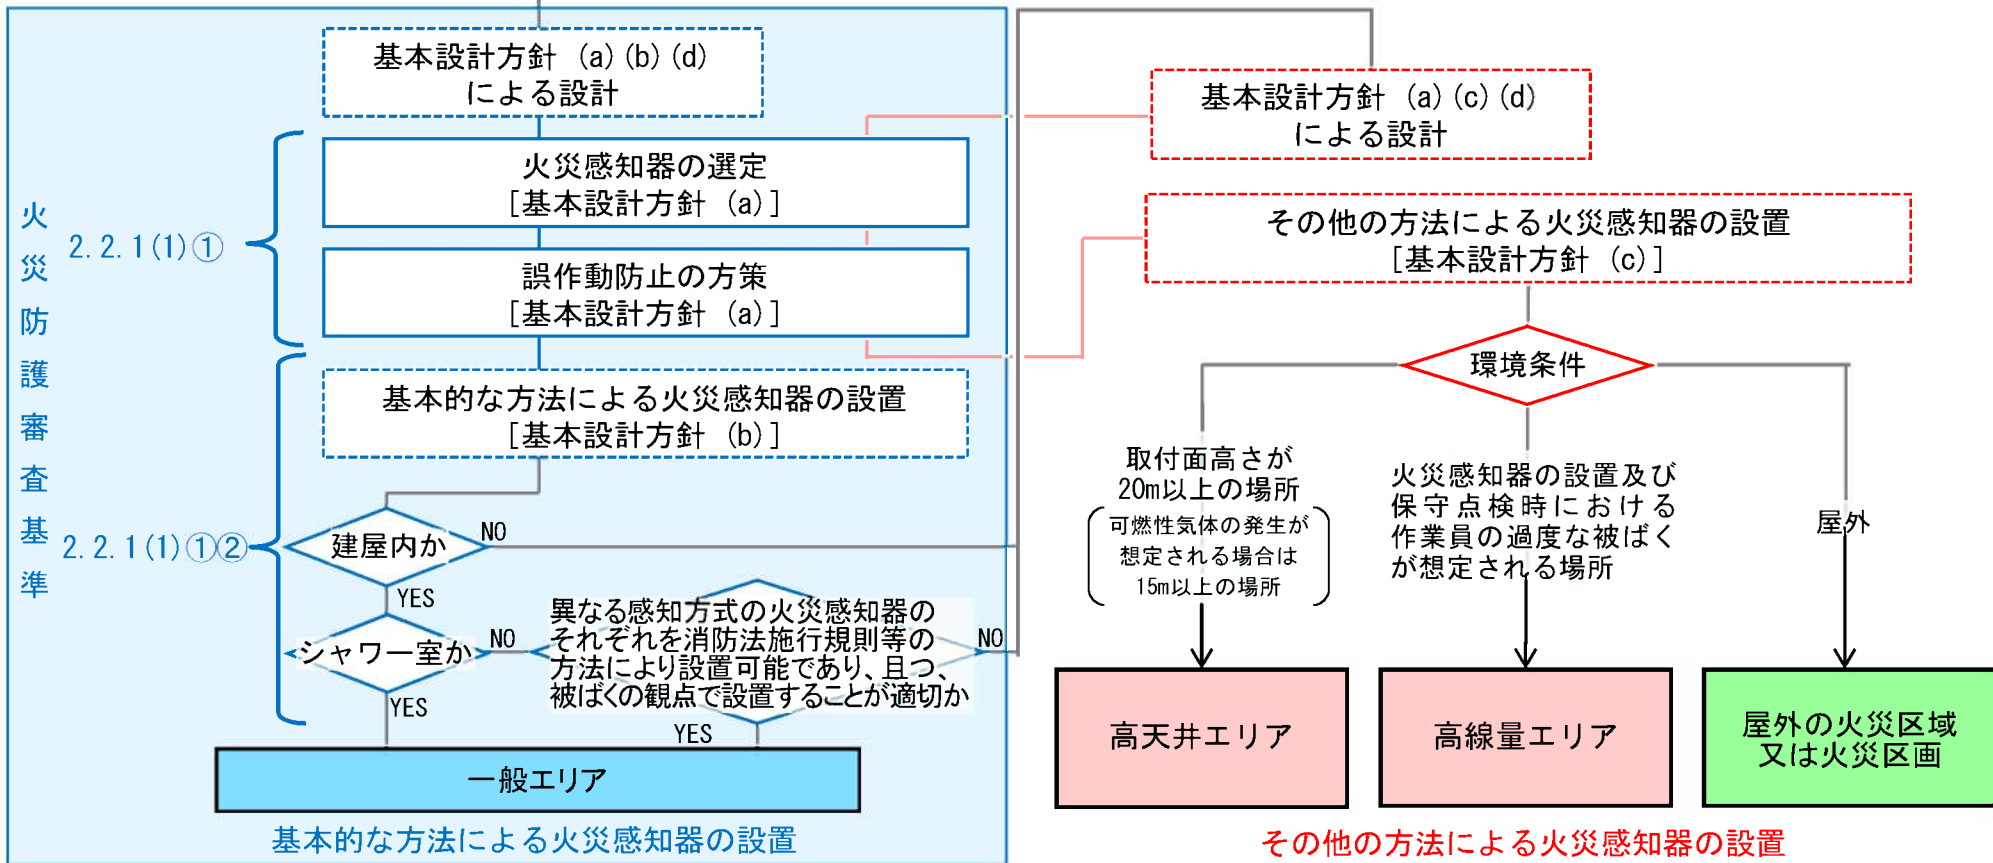 基本設計方針 (a)(b)(d)
による設計
火災感知器の選定
[基本設計方針 (a)]
誤作動防止の方策
[基本設計方針 (a)]
基本的な方法による火災感知器の設置
[基本設計方針 (b)]
火災防護審査基準
2.2.1(1)①
2.2.1(1)①②
建屋内か
NO
YES
シャワー室か
NO
YES
異なる感知方式の火災感知器の
それぞれを消防法施行規則等の
方法により設置可能であり、且つ、
被ばくの観点で設置することが適切か
NO
YES
一般エリア
基本的な方法による火災感知器の設置
基本設計方針 (a)(c)(d)
による設計
その他の方法による火災感知器の設置
[基本設計方針 (c)]
環境条件
取付面高さが
20m以上の場所
可燃性気体の発生が
想定される場合は
15m以上の場所
火災感知器の設置及び
保守点検時における
作業員の過度な被ばく
が想定される場所
屋外
高天井エリア
高線量エリア
屋外の火災区域
又は火災区画
その他の方法による火災感知器の設置